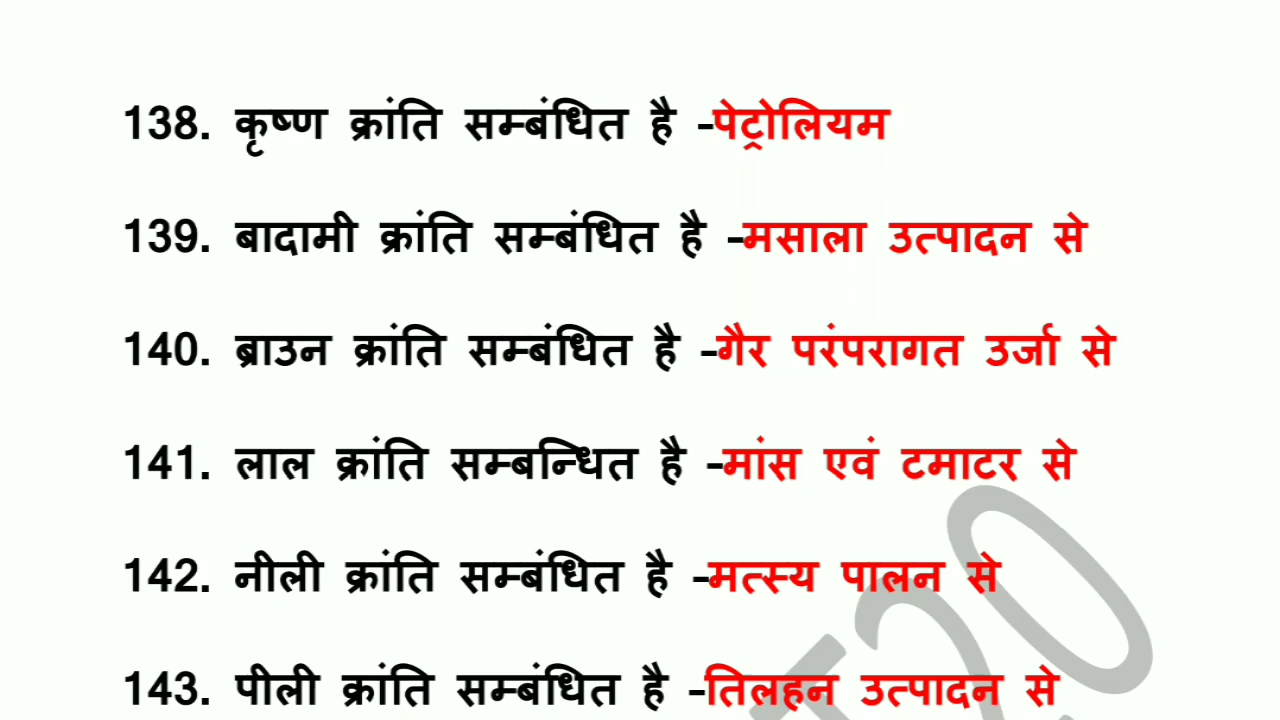 138. कृष्ण क्रांति सम्बंधित है -पेट्रोलियम
139. बादामी क्रांति सम्बंधित है -मसाला उत्पादन से
140. ब्राउन क्रांति सम्बंधित है -गैर परंपरागत उर्जा से
141. लाल क्रांति सम्बन्धित है -मांस एवं टमाटर से
142. नीली क्रांति सम्बंधित है -मत्स्य पालन से
143. पीली क्रांति सम्बंधित है -तिलहन उत्पादन से